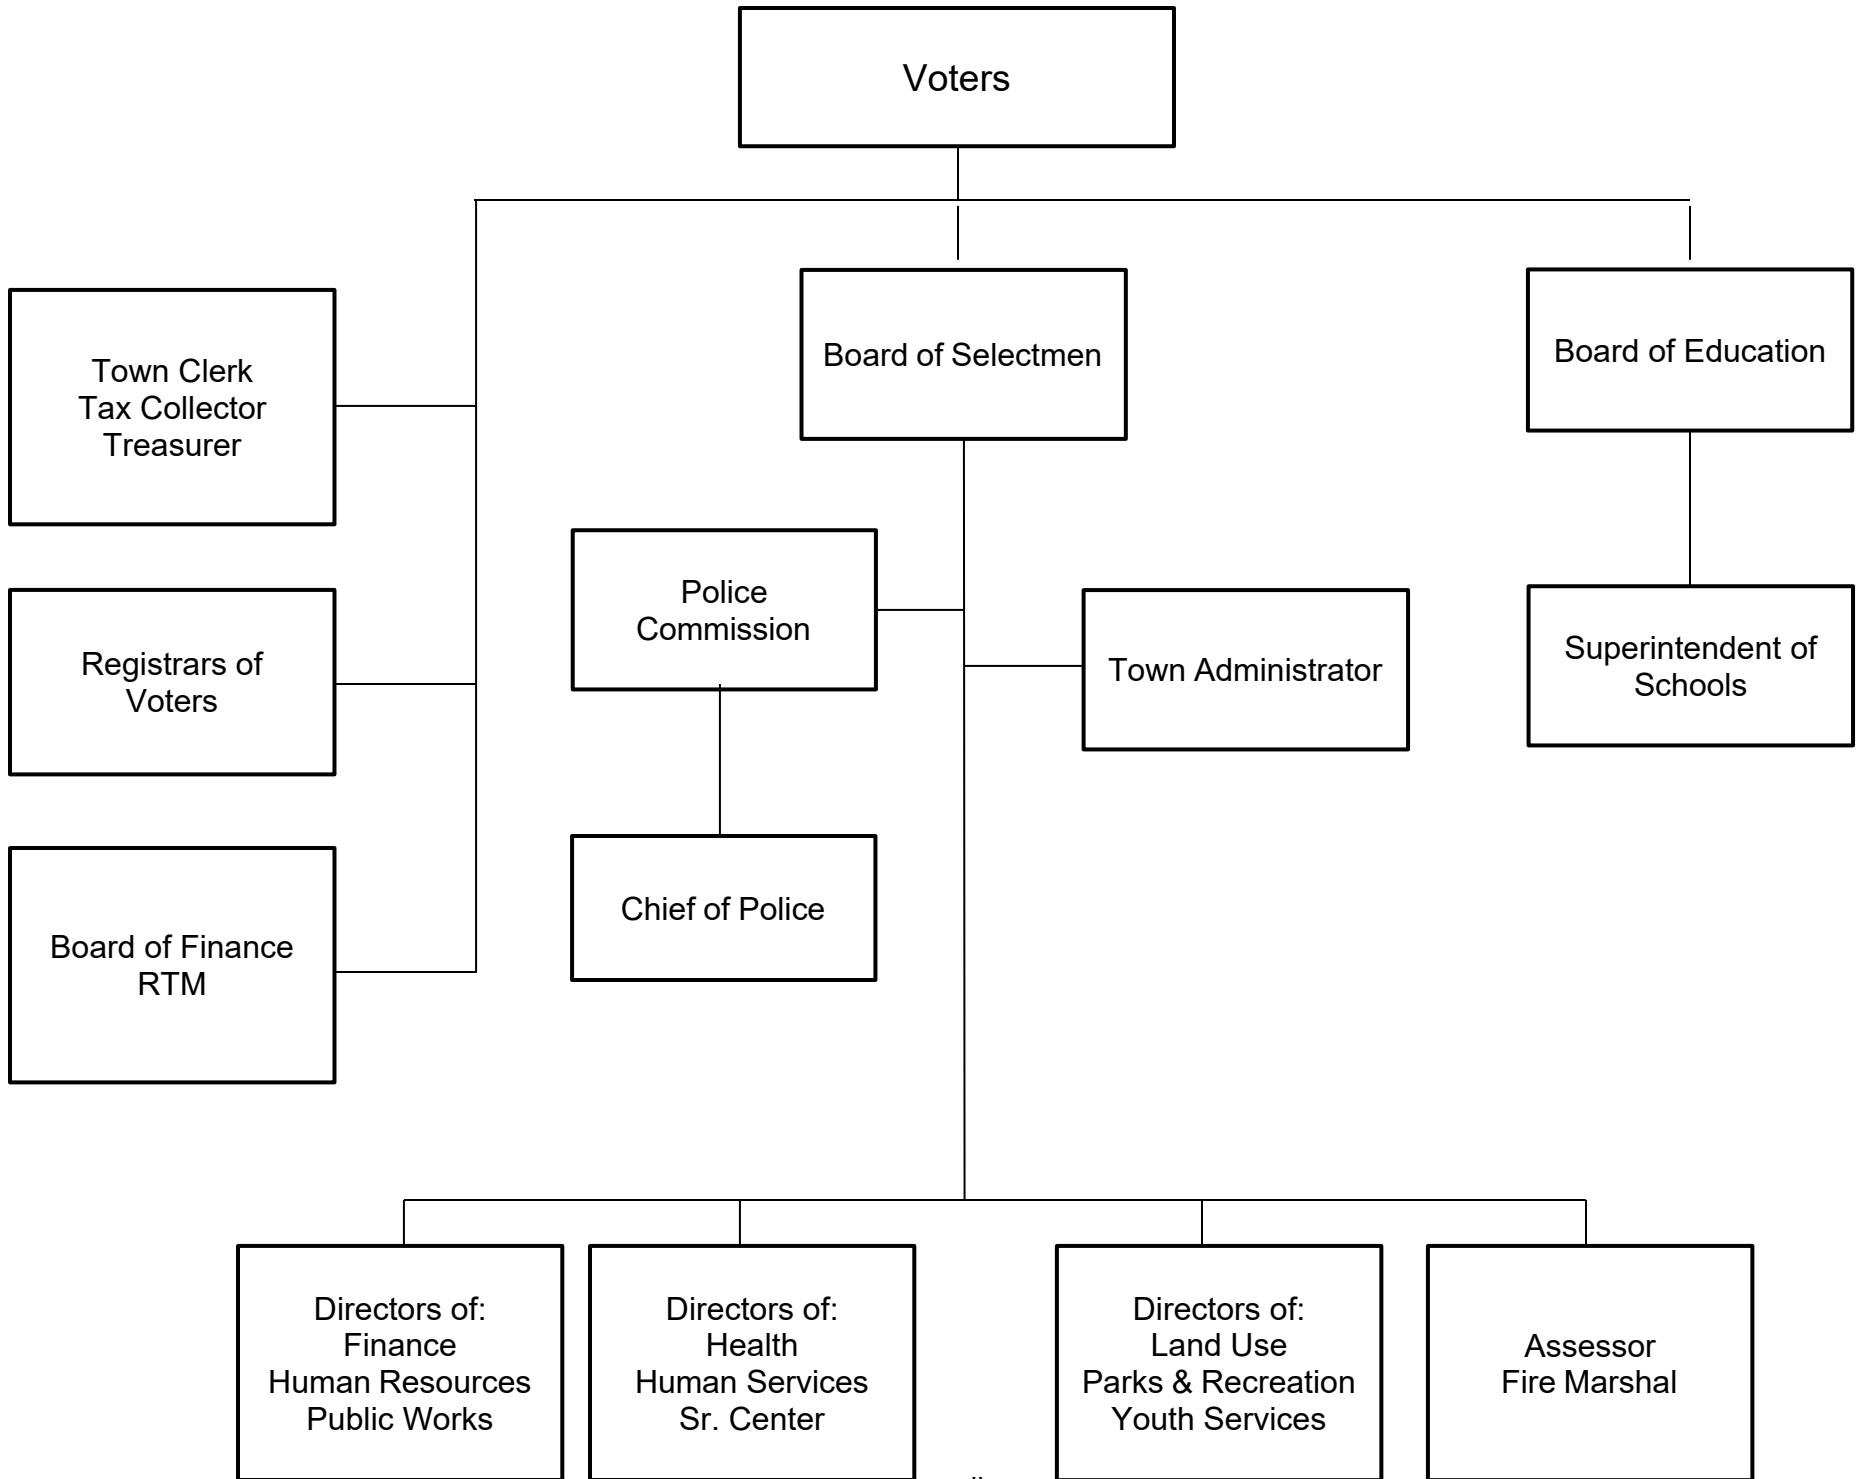 Voters
Town Clerk
Tax Collector
Treasurer
Board of Selectmen
Board of Education
Police
Commission
Town Administrator
Superintendent of
Schools
Registrars of
Voters
Chief of Police
Board of Finance
RTM
Directors of:
Finance
Human Resources
Public Works
Directors of:
Health
Human Services
Sr. Center
Directors of:
Land Use
Parks & Recreation
Youth Services
Assessor
Fire Marshal